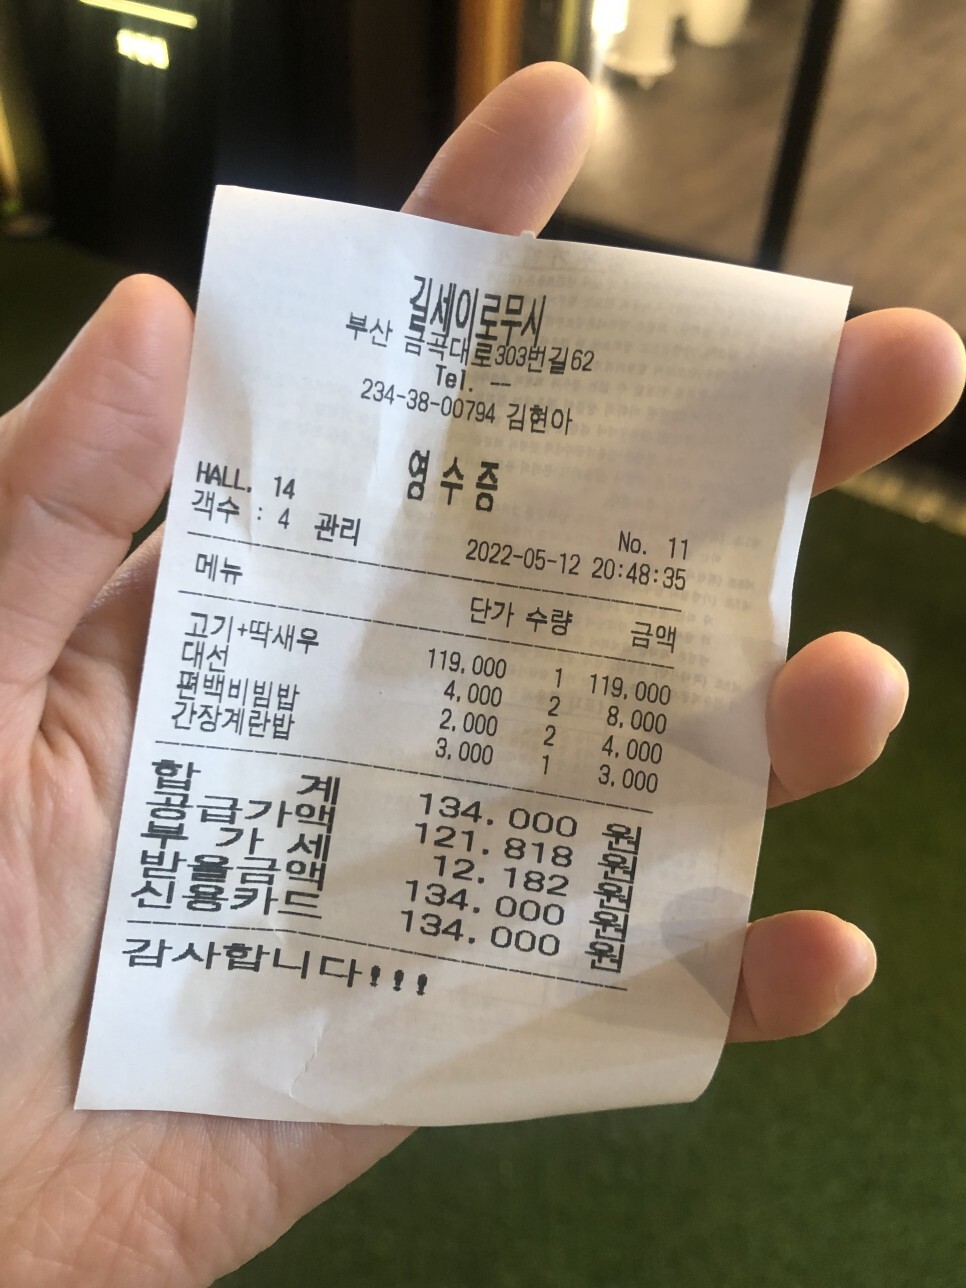 길세이로무시
부산 금곡대로303번길62
Tel. --
234-38-00794 김현아
영수증
HALL. 14
No. 11
객수 : 4 관리 2022-05-12 20:48:35
메뉴 단가 수량 금액
고기+딱새우 119,000 1 119,000
대선 4,000 2 8,000
편백비빔밥 2,000 2 4,000
간장계란밥 3,000 1 3,000
합 계 134.000 원
공급가액 121.818 원
부 가 세 12.182 원
받을금액 134.000 원
신용카드 134.000 원
감사합니다!!!